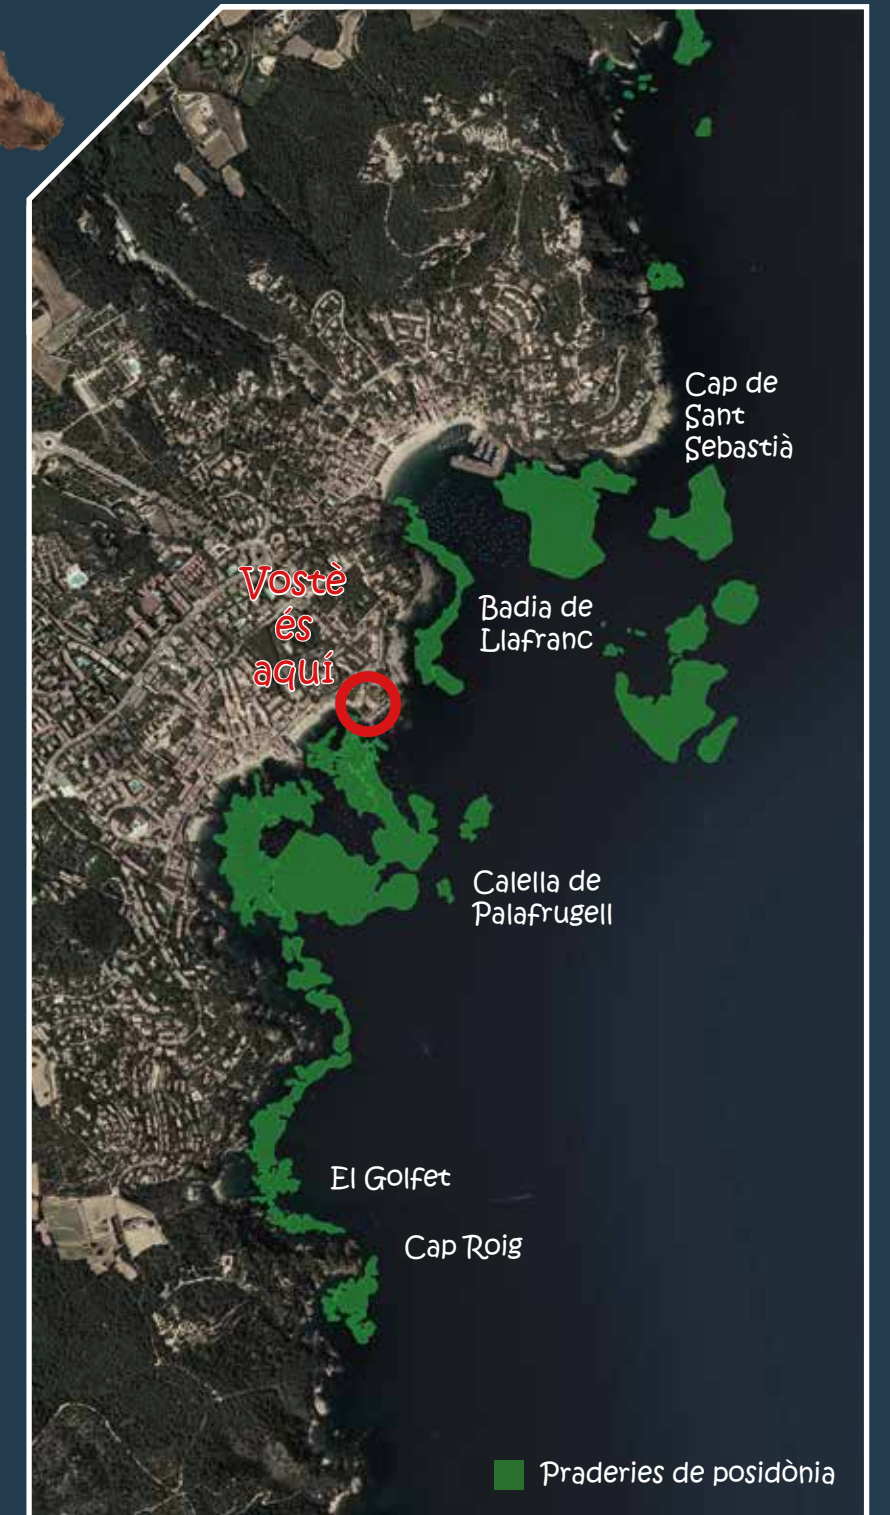 Cap de
Sant
Sebastià
Vostè
és
aquí
Badia de
Llafranc
Calella de
Palafrugell
El Golfet
Cap Roig
Praderies de posidònia